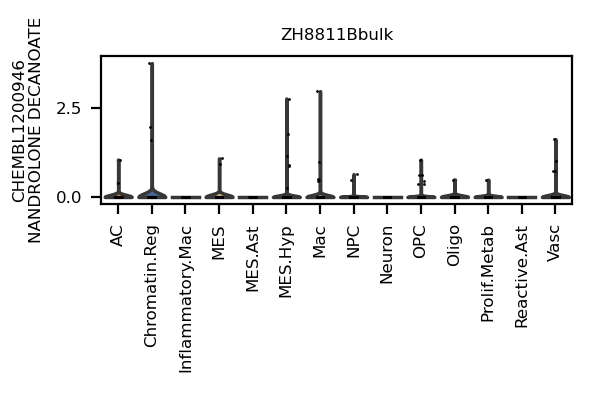 ZH8811Bbulk
CHEMBL1200946
NANDROLONE DECANOATE
2.5
0.0
AC
Chromatin.Reg
Inflammatory.Mac
MES
MES.Ast
MES.Hyp
Mac
NPC
Neuron
OPC
Oligo
Prolif.Metab
Reactive.Ast
Vasc